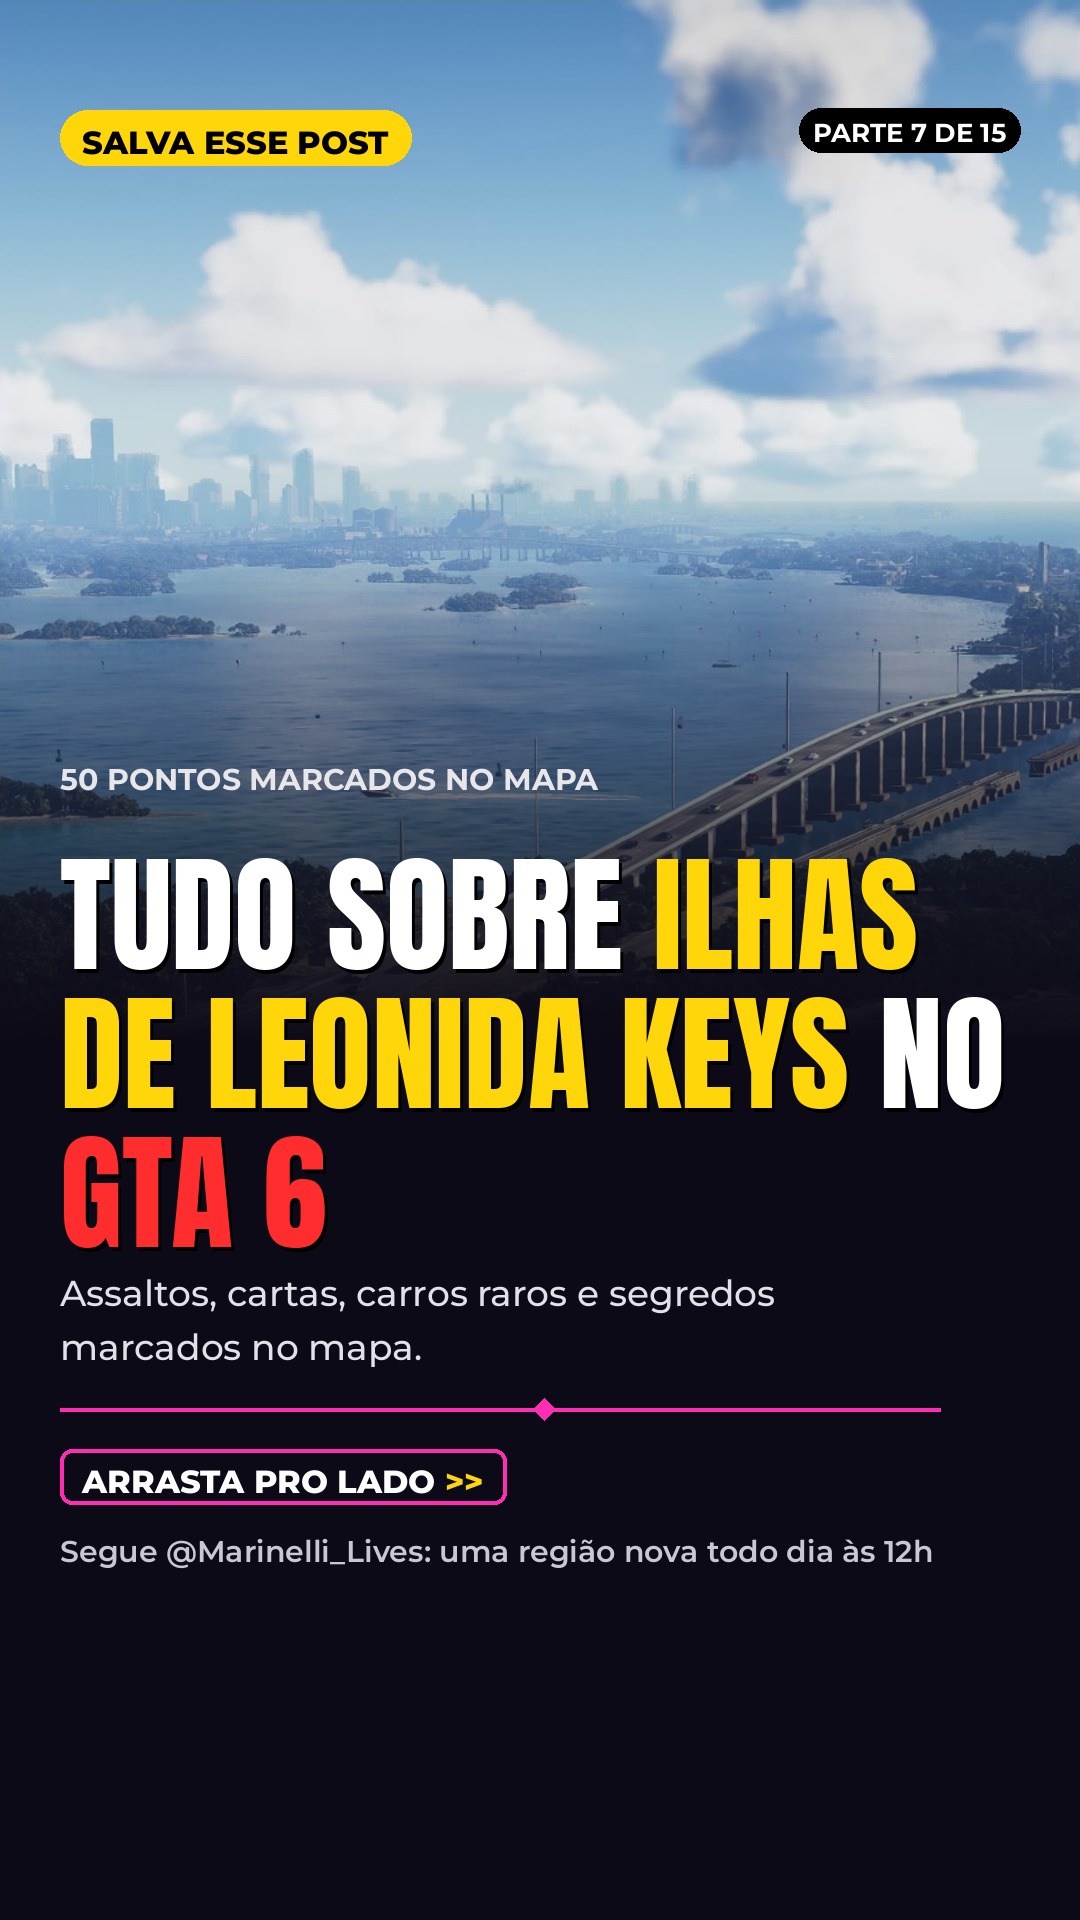 SALVA ESSE POST
PARTE 7 DE 15
50 PONTOS MARCADOS NO MAPA
TUDO SOBRE ILHAS
DE LEONIDA KEYS NO
GTA 6
Assaltos, cartas, carros raros e segredos
marcados no mapa.
ARRASTA PRO LADO >>
Segue @Marinelli_Lives: uma região nova todo dia às 12h